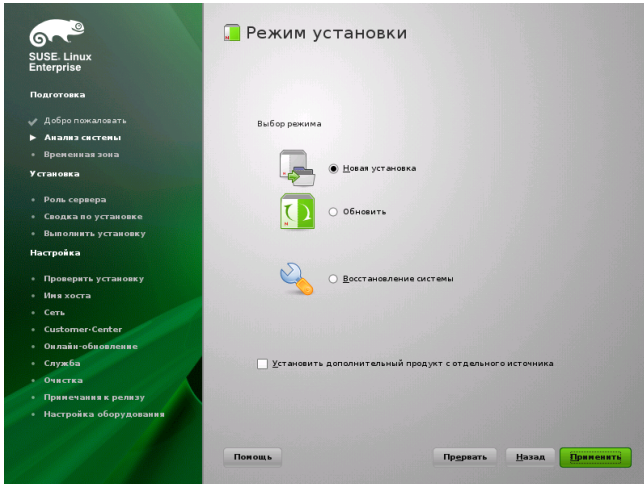 SUSE. Linux
Enterprise
Подготовка
Добро пожаловать
Анализ системы
Временная зона
Установка
Роль сервера
Сводка по установке
Выполнить установку
Настройка
Проверить установку
Имя хоста
Сеть
Customer-Center
Онлайн-обновление
Служба
Очистка
Примечания к релизу
Настройка оборудования
Режим установки
Выбор режима
Новая установка
Обновить
Восстановление системы
Установить дополнительный продукт с отдельного источника
Помощь
Прервать
Назад
Применить